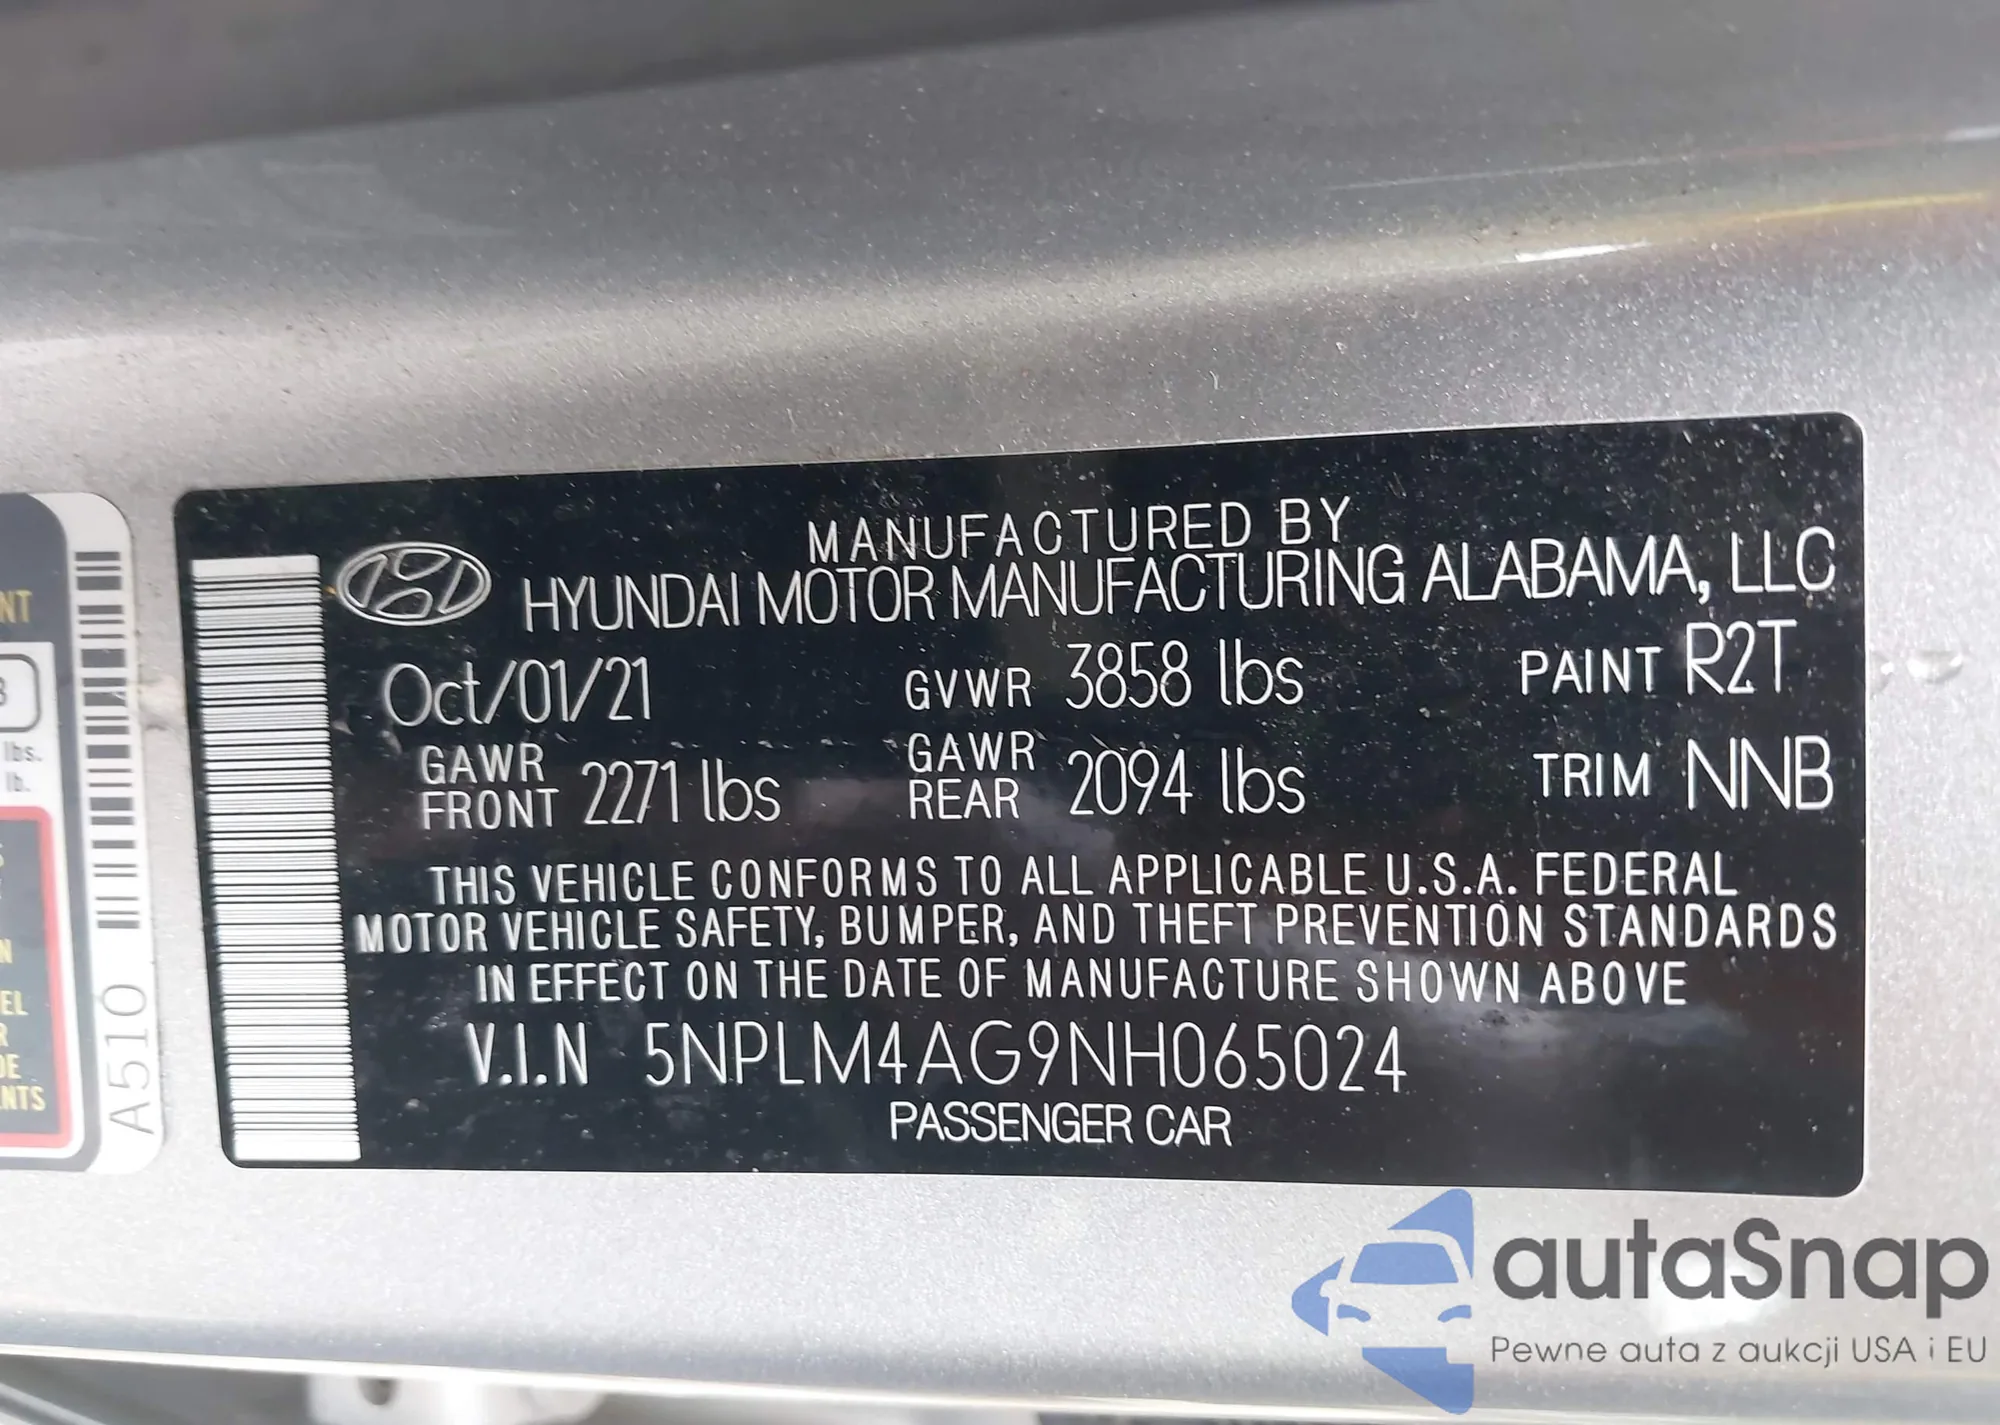 MANUFACTURED BY
HYUNDAI MOTOR MANUFACTURING ALABAMA, LLC
Oct/01/21 GVWR 3858 lbs PAINT R2T
GAWR FRONT 2271 lbs GAWR REAR 2094 lbs TRIM NNB
THIS VEHICLE CONFORMS TO ALL APPLICABLE U.S.A. FEDERAL
MOTOR VEHICLE SAFETY, BUMPER, AND THEFT PREVENTION STANDARDS
IN EFFECT ON THE DATE OF MANUFACTURE SHOWN ABOVE
V.I.N 5NPLM4AG9NH065024
PASSENGER CAR
A510
lbs.
lb.
autaSnap
Pewne auta z aukcji USA i EU